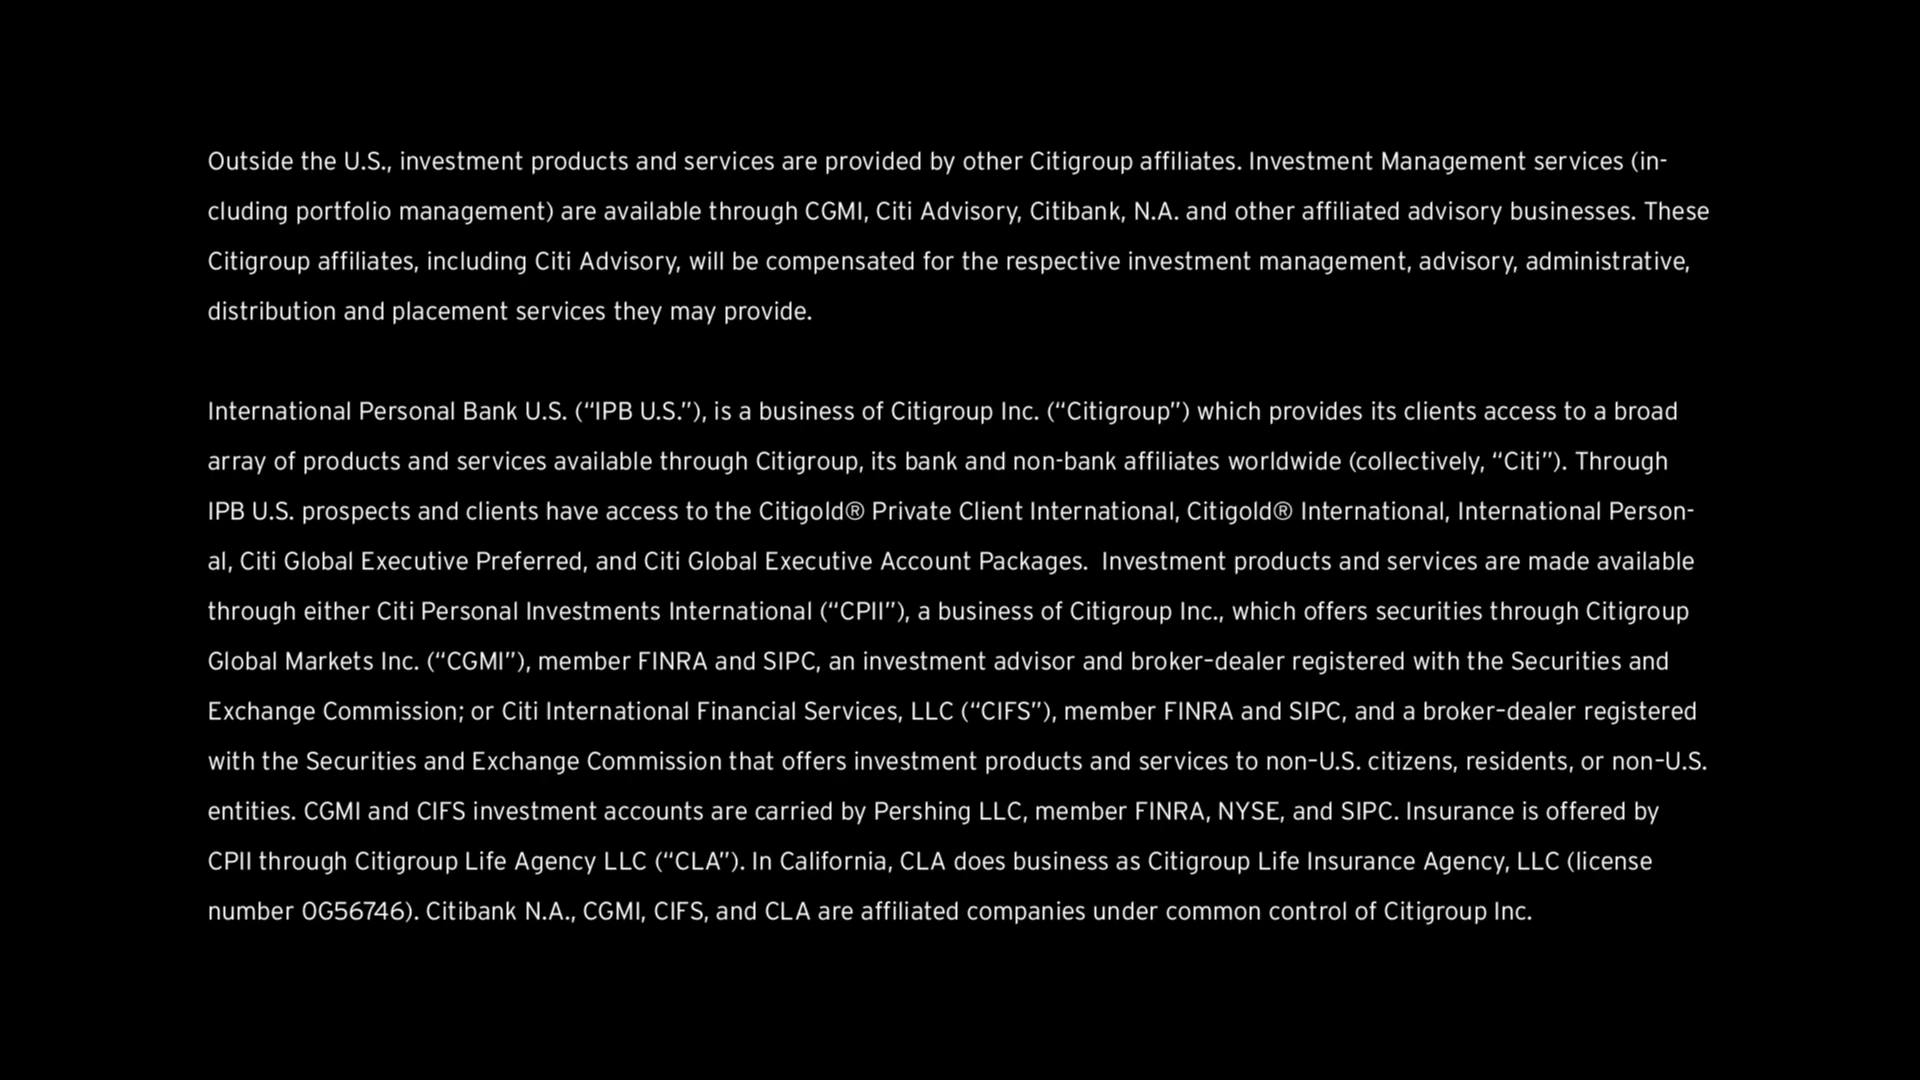 Outside the U.S., investment products and services are provided by other Citigroup affiliates. Investment Management services (in-
cluding portfolio management) are available through CGMI, Citi Advisory, Citibank, N.A. and other affiliated advisory businesses. These
Citigroup affiliates, including Citi Advisory, will be compensated for the respective investment management, advisory, administrative,
distribution and placement services they may provide.
International Personal Bank U.S. (“IPB U.S.”), is a business of Citigroup Inc. (“Citigroup”) which provides its clients access to a broad
array of products and services available through Citigroup, its bank and non-bank affiliates worldwide (collectively, “Citi”). Through
IPB U.S. prospects and clients have access to the Citigold® Private Client International, Citigold® International, International Person-
al, Citi Global Executive Preferred, and Citi Global Executive Account Packages.  Investment products and services are made available
through either Citi Personal Investments International (“CPII”), a business of Citigroup Inc., which offers securities through Citigroup
Global Markets Inc. (“CGMI”), member FINRA and SIPC, an investment advisor and broker–dealer registered with the Securities and
Exchange Commission; or Citi International Financial Services, LLC (“CIFS”), member FINRA and SIPC, and a broker–dealer registered
with the Securities and Exchange Commission that offers investment products and services to non–U.S. citizens, residents, or non–U.S.
entities. CGMI and CIFS investment accounts are carried by Pershing LLC, member FINRA, NYSE, and SIPC. Insurance is offered by
CPII through Citigroup Life Agency LLC (“CLA”). In California, CLA does business as Citigroup Life Insurance Agency, LLC (license
number 0G56746). Citibank N.A., CGMI, CIFS, and CLA are affiliated companies under common control of Citigroup Inc.